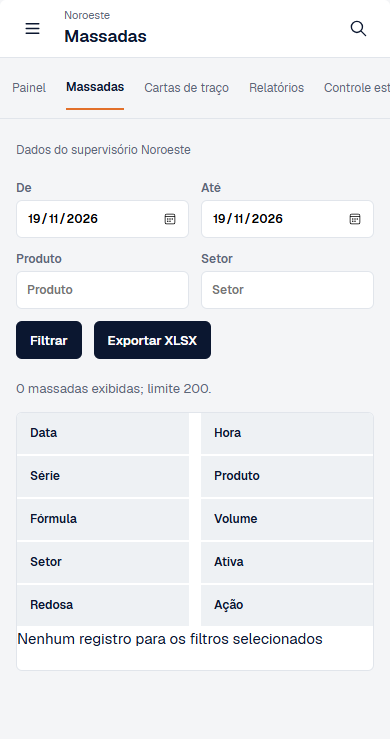 Noroeste
Massadas
Painel Massadas Cartas de traço Relatórios Controle est
Dados do supervisório Noroeste
De Até
19/11/2026 19/11/2026
Produto Setor
Produto Setor
Filtrar Exportar XLSX
0 massadas exibidas; limite 200.
Data Hora
Série Produto
Fórmula Volume
Setor Ativa
Redosa Ação
Nenhum registro para os filtros selecionados